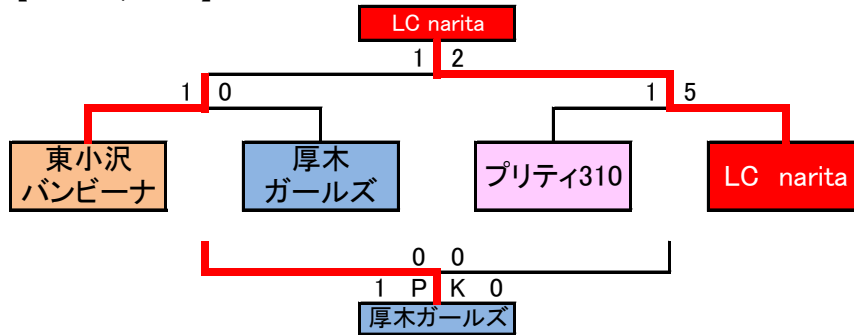 LC narita
1 2
1 0
1 5
東小沢
バンビーナ
厚木
ガールズ
プリティ310
LC narita
0 0
1 P K 0
厚木ガールズ